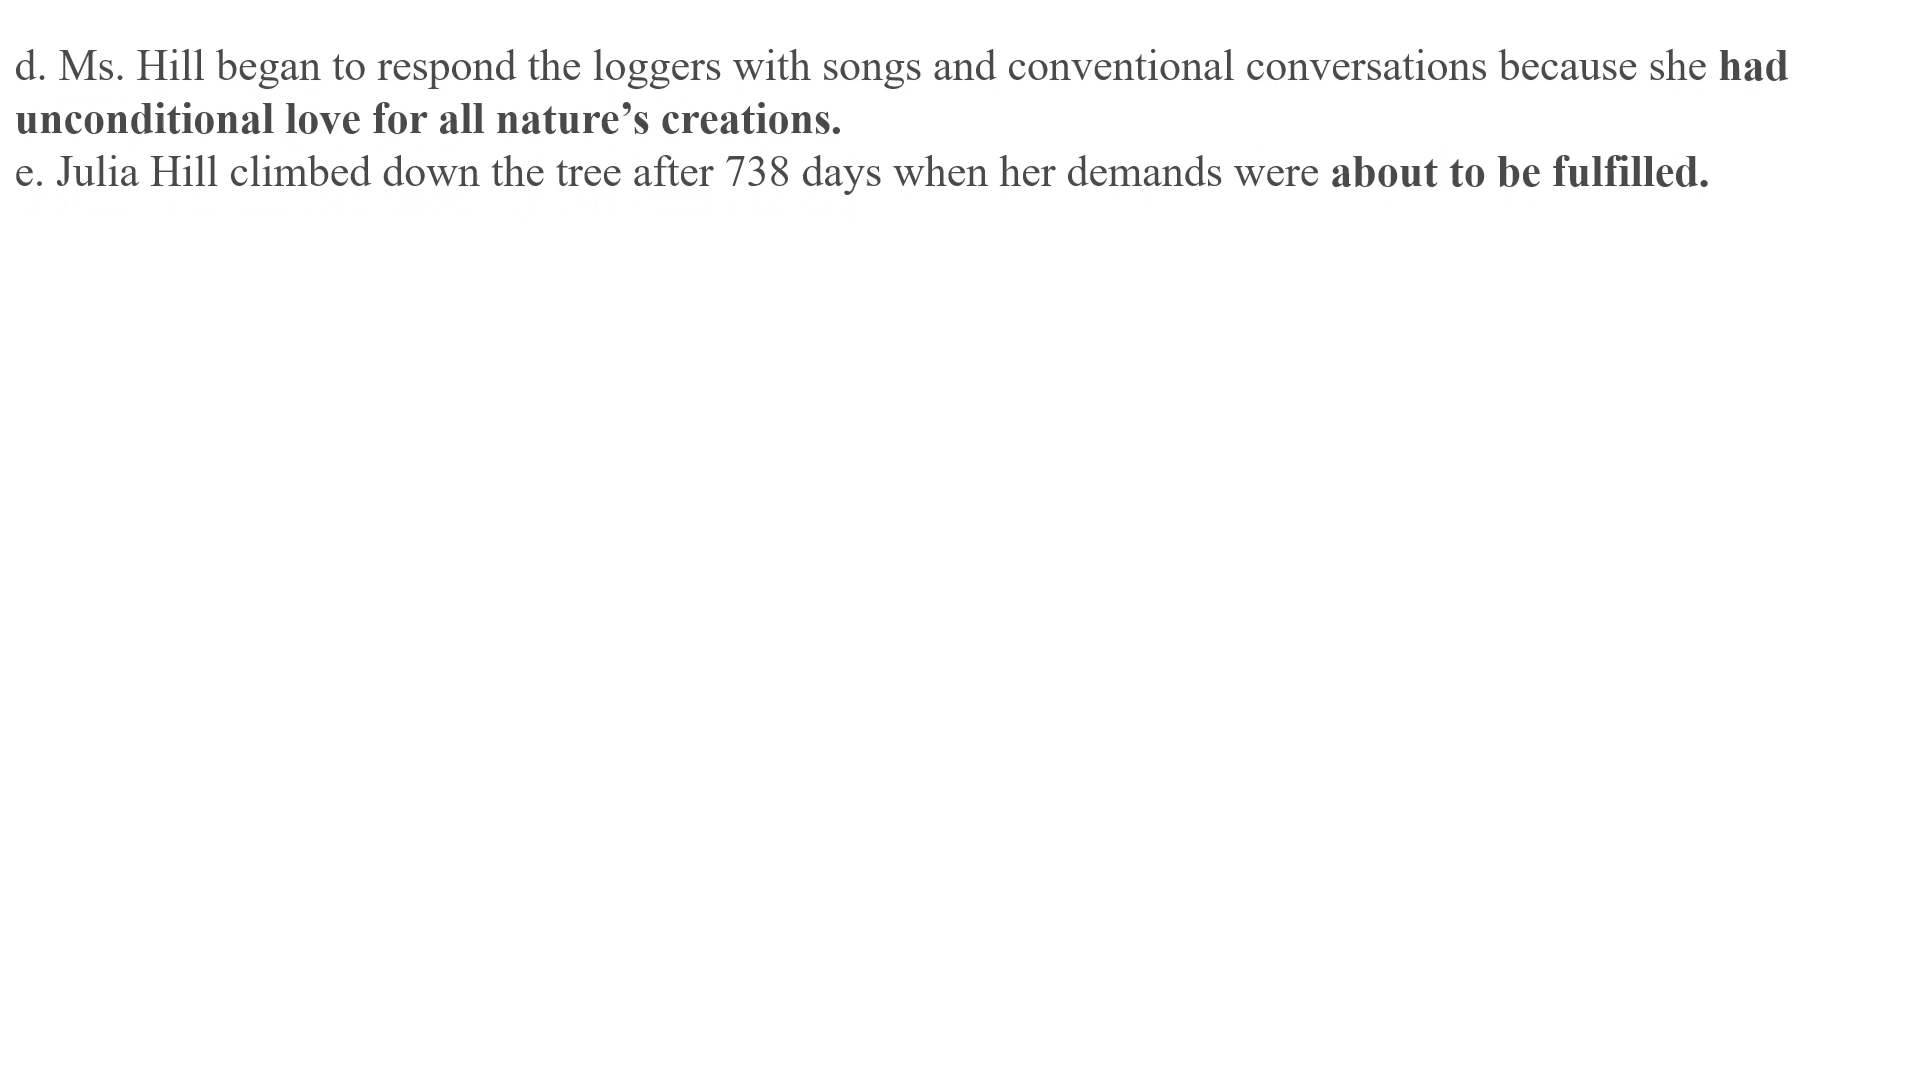 d. Ms. Hill began to respond the loggers with songs and conventional conversations because she had
unconditional love for all nature’s creations.
e. Julia Hill climbed down the tree after 738 days when her demands were about to be fulfilled.